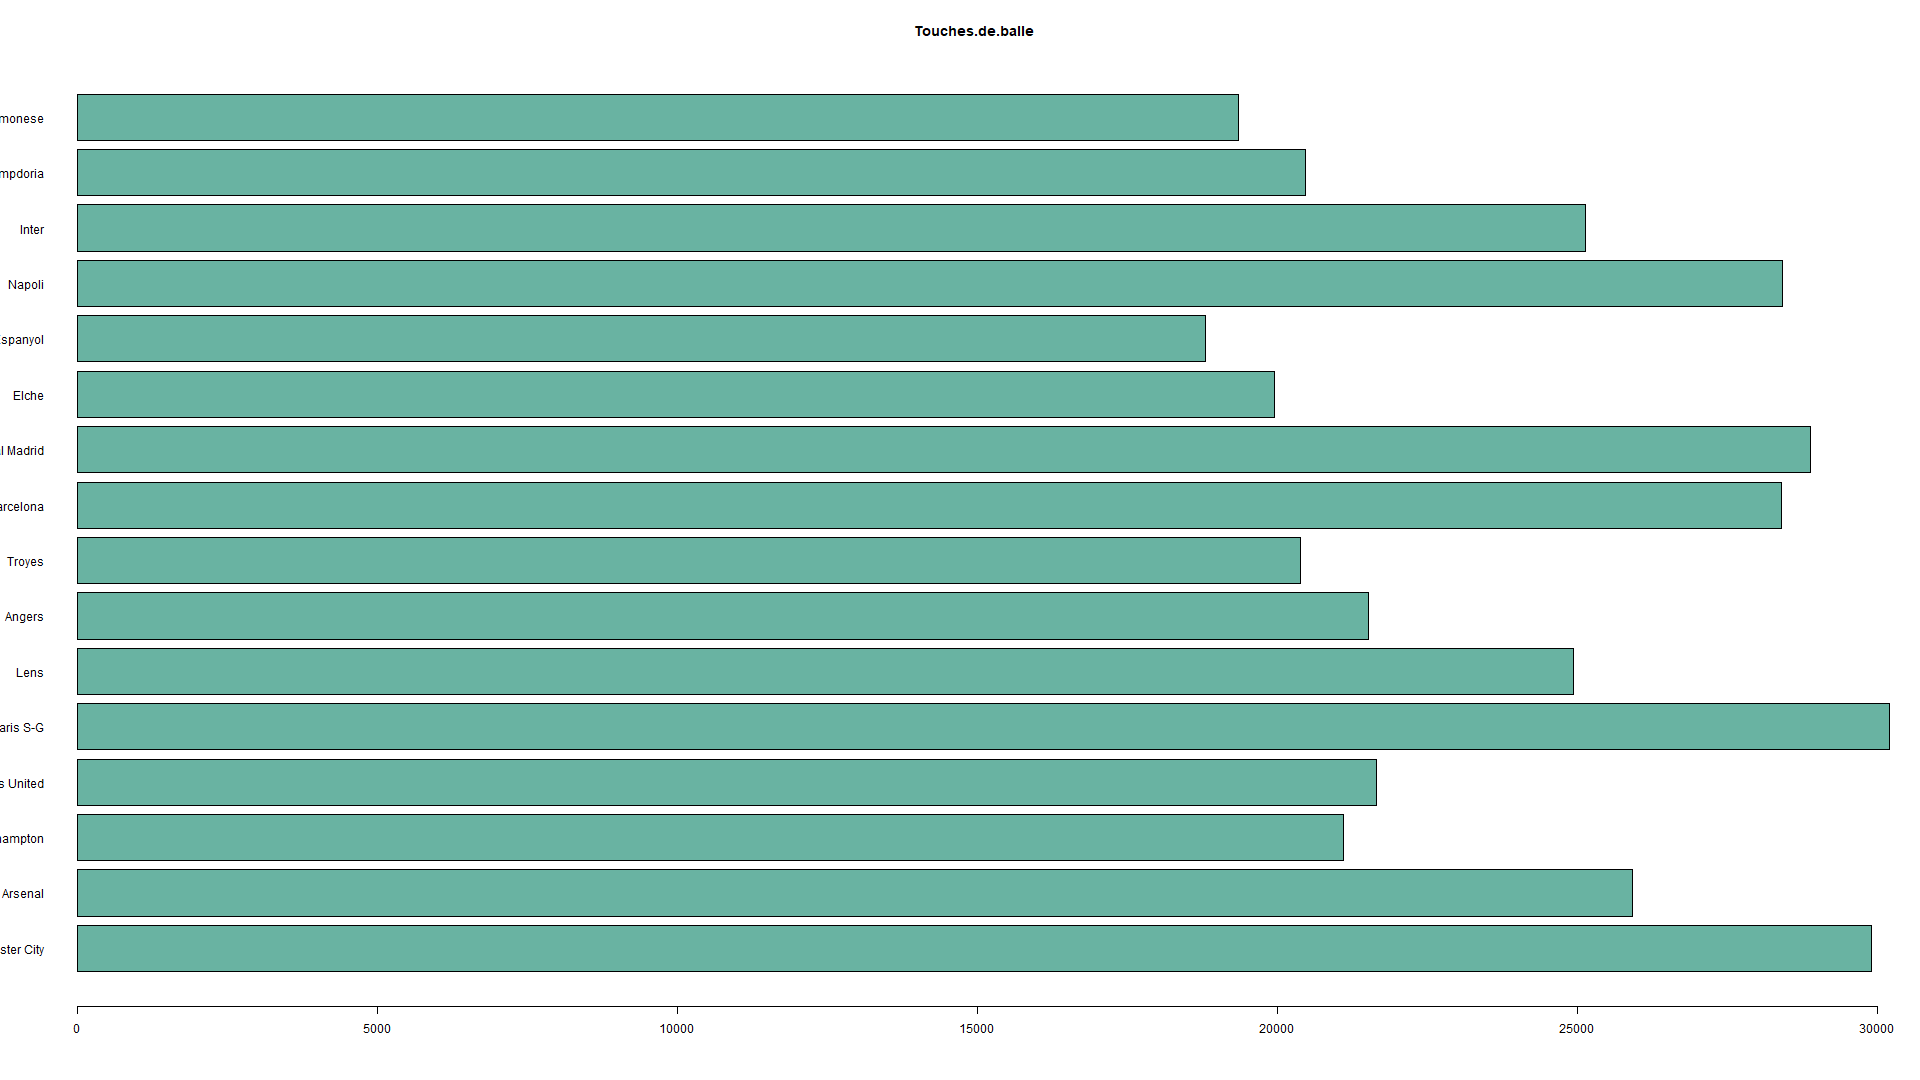 Touches.de.balle
monese
mpdoria
Inter
Napoli
spanyol
Elche
l Madrid
arcelona
Troyes
Angers
Lens
aris S-G
s United
ampton
Arsenal
ster City
0 5000 10000 15000 20000 25000 30000